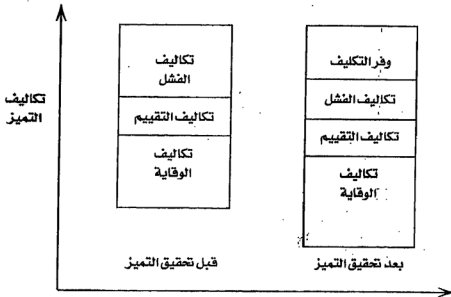 تكاليف
التميز
تكاليف
الفشل
تكاليف التقييم
تكاليف
الوقاية
قبل تحقيق التميز
وفر التكليف
تكاليف الفشل
تكاليف التقييم
تكاليف
الوقاية
بعد تحقيق التميز